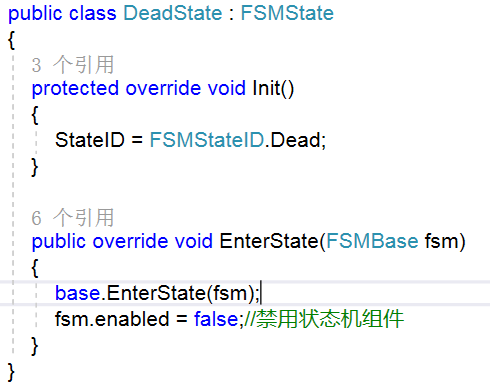 public class DeadState : FSMState
{
3 个引用
protected override void Init()
{
StateID = FSMStateID.Dead;
}
6 个引用
public override void EnterState(FSMBase fsm)
{
base.EnterState(fsm);
fsm.enabled = false;//禁用状态机组件
}
}